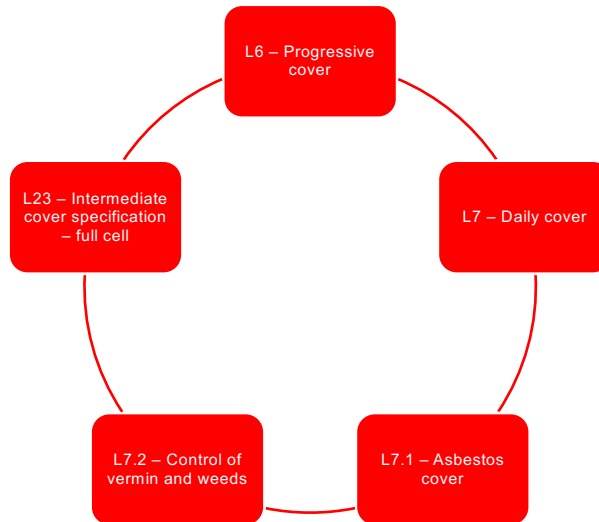 L6 – Progressive
cover
L7 – Daily cover
L7.1 – Asbestos
cover
L7.2 – Control of
vermin and weeds
L23 – Intermediate
cover specification
– full cell